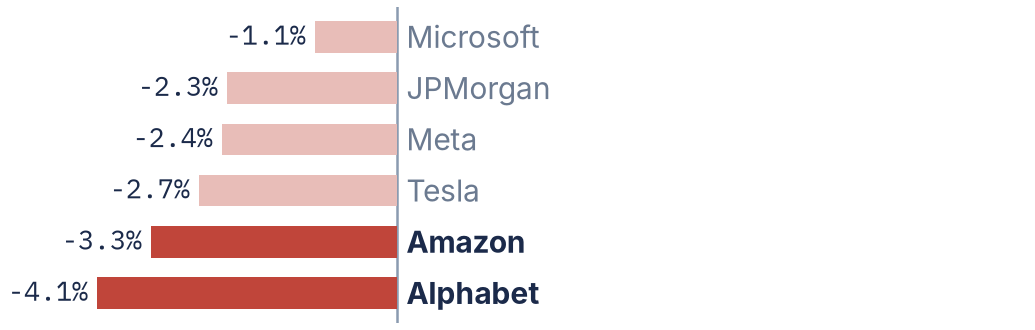 -1.1% Microsoft
-2.3% JPMorgan
-2.4% Meta
-2.7% Tesla
-3.3% Amazon
-4.1% Alphabet